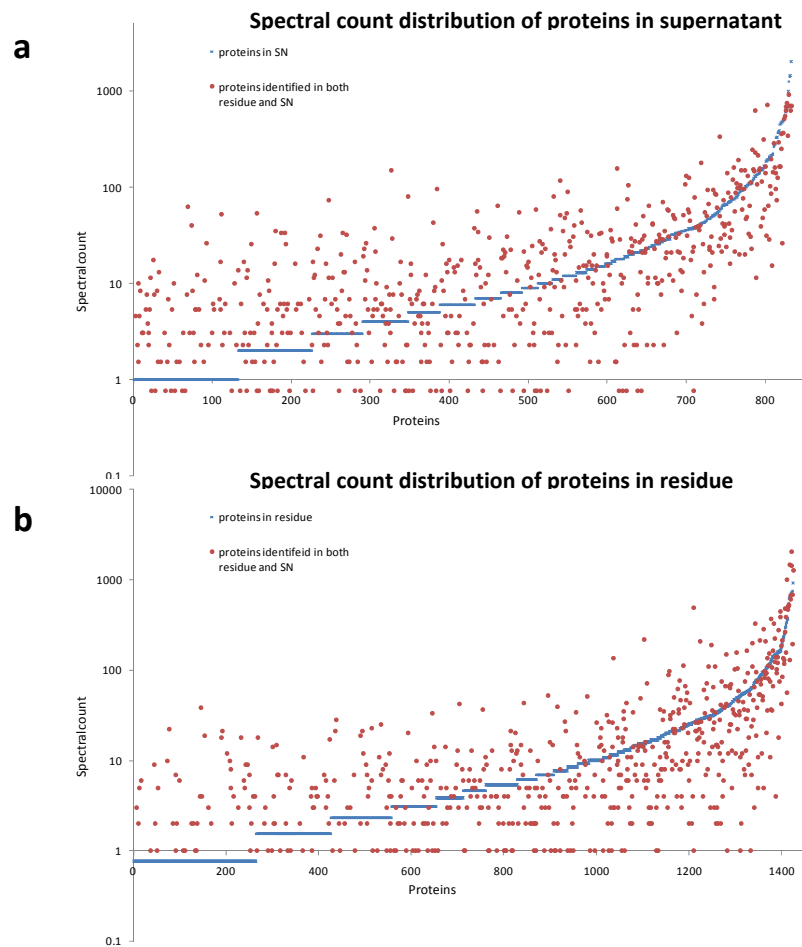 Spectral count distribution of proteins in supernatant
a
proteins in SN
proteins identified in both
residue and SN
1000
100
10
1
0.1
Spectralcount
0 100 200 300 400 500 600 700 800
Proteins
Spectral count distribution of proteins in residue
b
proteins in residue
proteins identifeid in both
residue and SN
10000
1000
100
10
1
0.1
Spectralcount
0 200 400 600 800 1000 1200 1400
Proteins